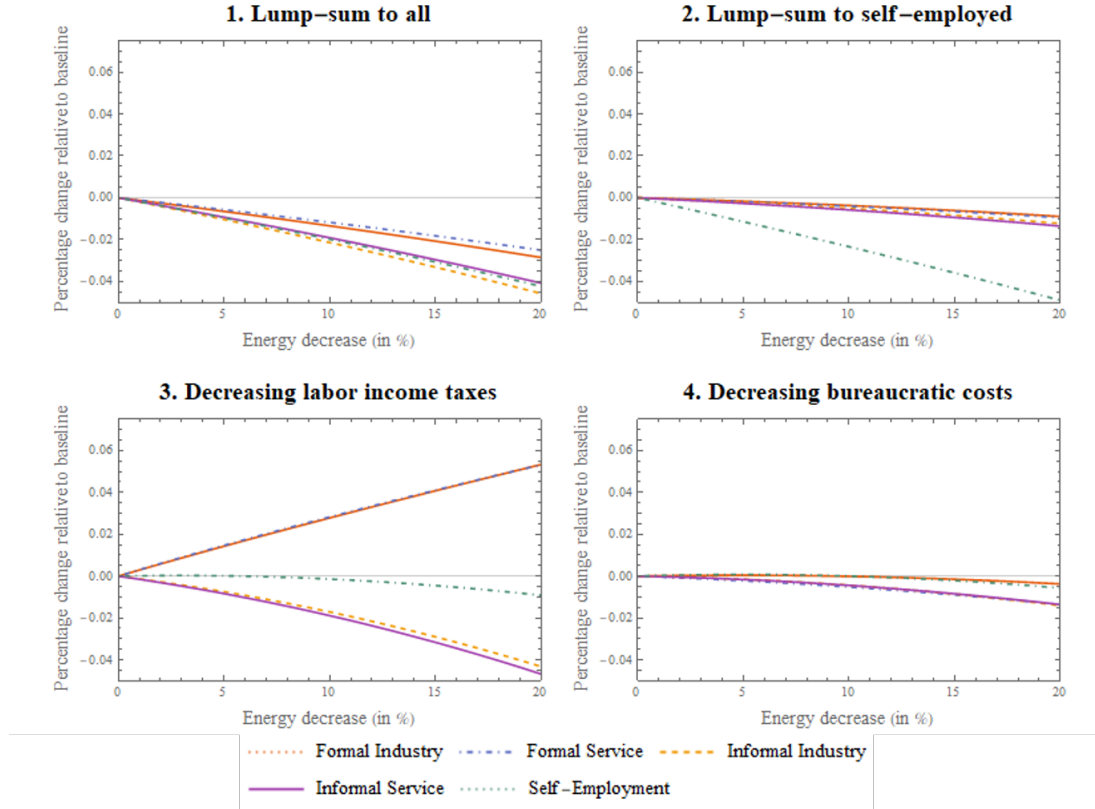 1. Lump-sum to all
2. Lump-sum to self-employed
Percentage change relative to baseline
0.06
0.04
0.02
0.00
-0.02
-0.04
0 5 10 15 20
Energy decrease (in %)
Percentage change relative to baseline
0.06
0.04
0.02
0.00
-0.02
-0.04
0 5 10 15 20
Energy decrease (in %)
3. Decreasing labor income taxes
4. Decreasing bureaucratic costs
Percentage change relative to baseline
0.06
0.04
0.02
0.00
-0.02
-0.04
0 5 10 15 20
Energy decrease (in %)
Percentage change relative to baseline
0.06
0.04
0.02
0.00
-0.02
-0.04
0 5 10 15 20
Energy decrease (in %)
Formal Industry Formal Service Informal Industry
Informal Service Self-Employment